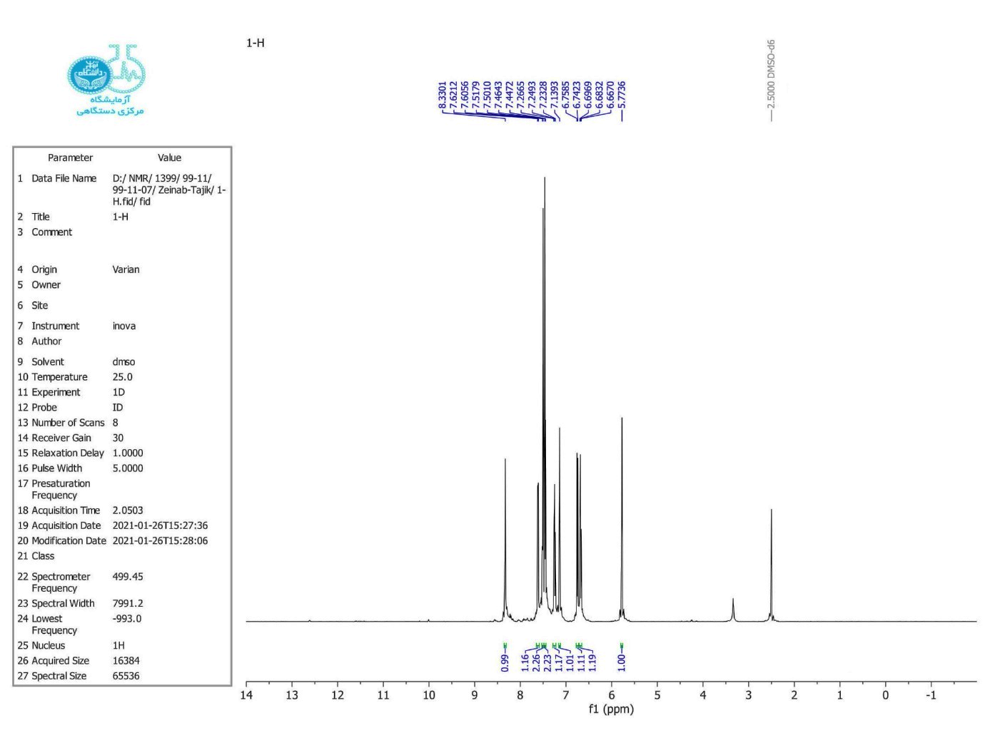 1-H
دانشگاه
تهران
آزمایشگاه
مرکزی دستگاهی
8.3301
7.6212
7.6056
7.5179
7.5010
7.4643
7.4472
7.2665
7.2493
7.2328
7.1393
6.7585
6.7423
6.6969
6.6832
6.6670
5.7736
2.5000 DMSO-d6
Parameter Value
1 Data File Name D:/ NMR/ 1399/ 99-11/
99-11-07/ Zeinab-Tajik/ 1-
H.fid/ fid
2 Title 1-H
3 Comment
4 Origin Varian
5 Owner
6 Site
7 Instrument inova
8 Author
9 Solvent dmso
10 Temperature 25.0
11 Experiment 1D
12 Probe ID
13 Number of Scans 8
14 Receiver Gain 30
15 Relaxation Delay 1.0000
16 Pulse Width 5.0000
17 Presaturation
Frequency
18 Acquisition Time 2.0503
19 Acquisition Date 2021-01-26T15:27:36
20 Modification Date 2021-01-26T15:28:06
21 Class
22 Spectrometer 499.45
Frequency
23 Spectral Width 7991.2
24 Lowest -993.0
Frequency
25 Nucleus 1H
26 Acquired Size 16384
27 Spectral Size 65536
0.99
1.16
2.26
2.23
1.17
1.01
1.11
1.19
1.00
14 13 12 11 10 9 8 7 6 5 4 3 2 1 0 -1
f1 (ppm)